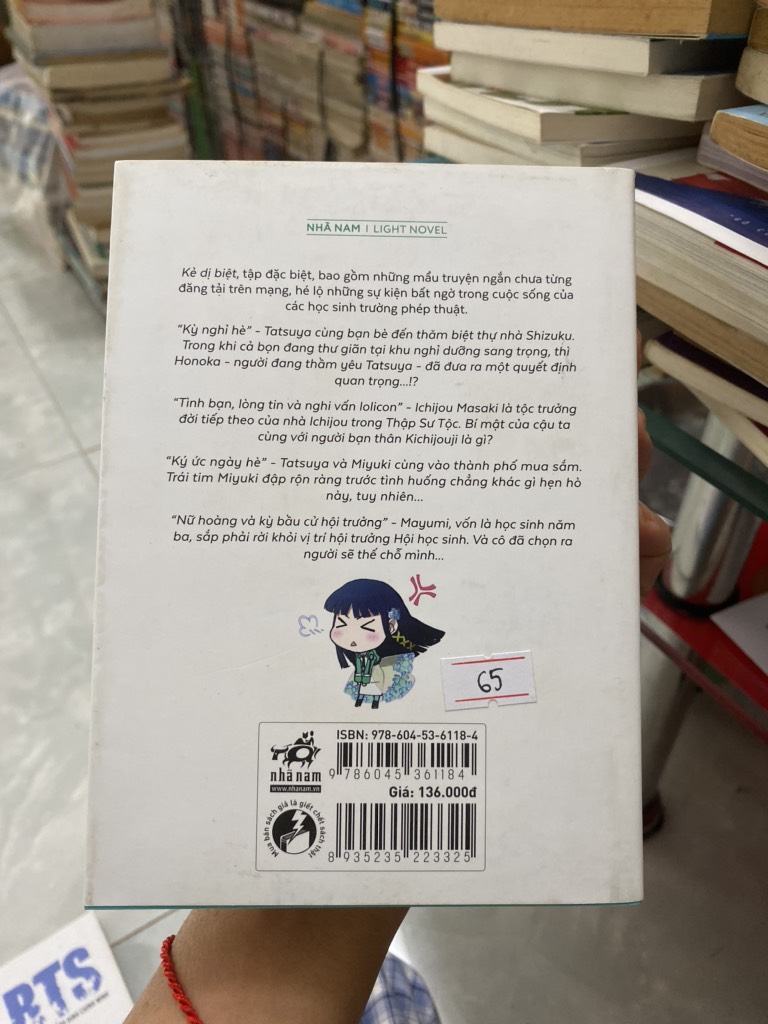 NHÃ NAM | LIGHT NOVEL
Kẻ dị biệt, tập đặc biệt, bao gồm những mẩu truyện ngắn chưa từng
đăng tải trên mạng, hé lộ những sự kiện bất ngờ trong cuộc sống của
các học sinh trường phép thuật.
"Kỳ nghỉ hè" - Tatsuya cùng bạn bè đến thăm biệt thự nhà Shizuku.
Trong khi cả bọn đang thư giãn tại khu nghỉ dưỡng sang trọng, thì
Honoka - người đang thầm yêu Tatsuya - đã đưa ra một quyết định
quan trọng...!?
"Tình bạn, lòng tin và nghi vấn lolicon" - Ichijou Masaki là tộc trưởng
đời tiếp theo của nhà Ichijou trong Thập Sư Tộc. Bí mật của cậu ta
cùng với người bạn thân Kichijouji là gì?
"Ký ức ngày hè" - Tatsuya và Miyuki cùng vào thành phố mua sắm.
Trái tim Miyuki đập rộn ràng trước tình huống chẳng khác gì hẹn hò
này, tuy nhiên...
"Nữ hoàng và kỳ bầu cử hội trưởng" - Mayumi, vốn là học sinh năm
ba, sắp phải rời khỏi vị trí hội trưởng Hội học sinh. Và cô đã chọn ra
người sẽ thế chỗ mình...
65
ISBN: 978-604-53-6118-4
9 786045 361184
nhã nam
www.nhanam.vn
Giá: 136.000đ
Mua bán sách giả là giết chết sách thật
8 935235 223325
BTS